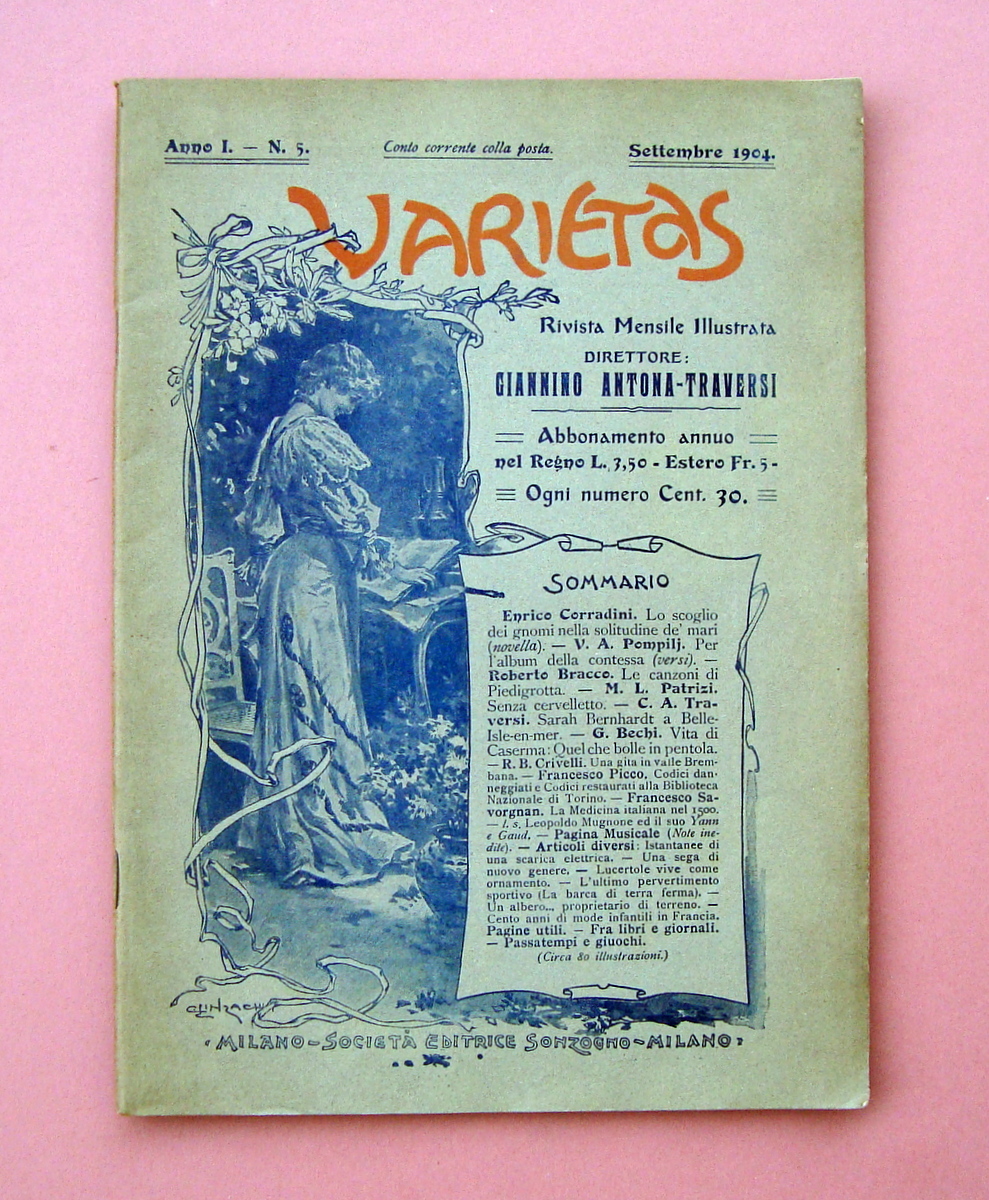 Anno I. — N. 5.
Conto corrente colla posta.
Settembre 1904.
VARIETAS
Rivista Mensile Illustrata
DIRETTORE:
GIANNINO ANTONA-TRAVERSI
Abbonamento annuo
nel Regno L. 3,50 - Estero Fr. 5 -
Ogni numero Cent. 30.
SOMMARIO
Enrico Corradini. Lo scoglio
dei gnomi nella solitudine de' mari
(novella). — V. A. Pompilj. Per
l'album della contessa (versi). —
Roberto Bracco. Le canzoni di
Piedigrotta. — M. L. Patrizi.
Senza cervelletto. — C. A. Tra-
versi. Sarah Bernhardt a Belle-
Isle-en-mer. — G. Bechi. Vita di
Caserma: Quel che bolle in pentola.
— R. B. Crivelli. Una gita in valle Brem-
bana. — Francesco Picco. Codici dan-
neggiati e Codici restaurati alla Biblioteca
Nazionale di Torino. — Francesco Sa-
vorgnan. La Medicina italiana nel 1500.
— l. s. Leopoldo Mugnone ed il suo Yann
e Gaud. — Pagina Musicale (Note ine-
dite). — Articoli diversi: Istantanee di
una scarica elettrica. — Una sega di
nuovo genere. — Lucertole vive come
ornamento. — L'ultimo pervertimento
sportivo (La barca di terra ferma). —
Un albero... proprietario di terreno. —
Cento anni di mode infantili in Francia.
Pagine utili. — Fra libri e giornali.
— Passatempi e giuochi.
(Circa 80 illustrazioni.)
MILANO - SOCIETÀ EDITRICE SONZOGNO - MILANO